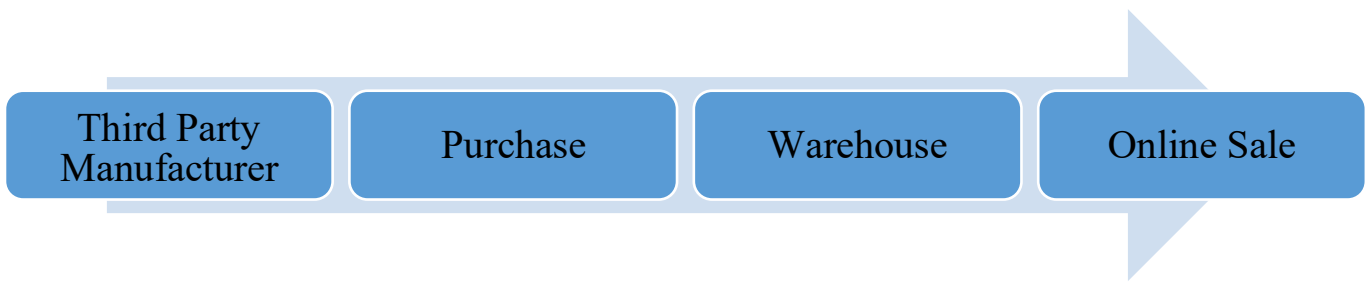 Third Party
Manufacturer
Purchase
Warehouse
Online Sale